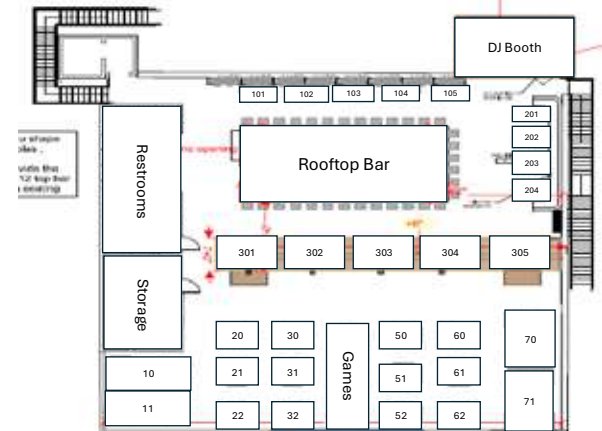 DJ Booth
101 102 103 104 105
201
202
203
204
Rooftop Bar
Restrooms
301 302 303 304 305
Storage
20 30 50 60 70
21 31 51 61
22 32 52 62 71
Games
10
11